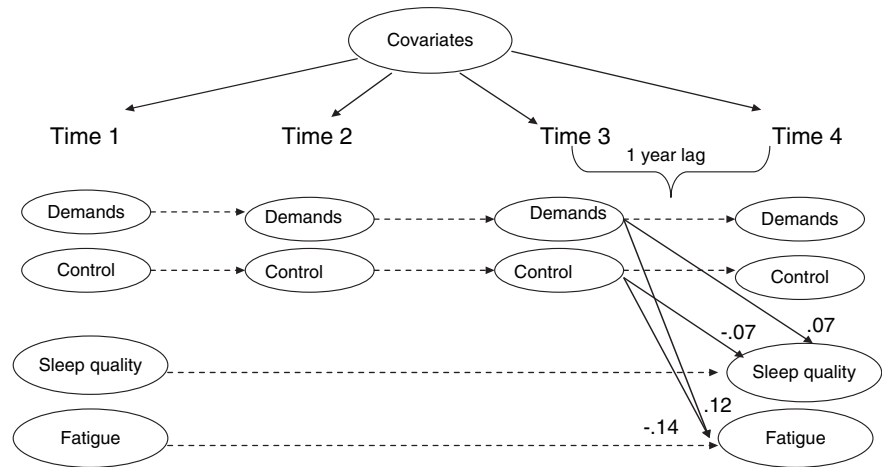 Covariates
Time 1 Time 2 Time 3 Time 4
1 year lag
Demands Demands Demands Demands
Control Control Control Control
-.07 .07
Sleep quality Sleep quality
.12
-.14
Fatigue Fatigue